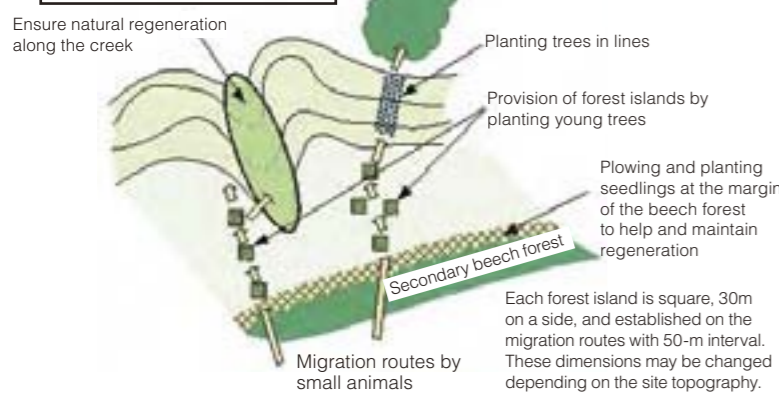 Ensure natural regeneration
along the creek
Planting trees in lines
Provision of forest islands by
planting young trees
Plowing and planting
seedlings at the margin
of the beech forest
to help and maintain
regeneration
Secondary beech forest
Each forest island is square, 30m
on a side, and established on the
migration routes with 50-m interval.
These dimensions may be changed
depending on the site topography.
Migration routes by
small animals